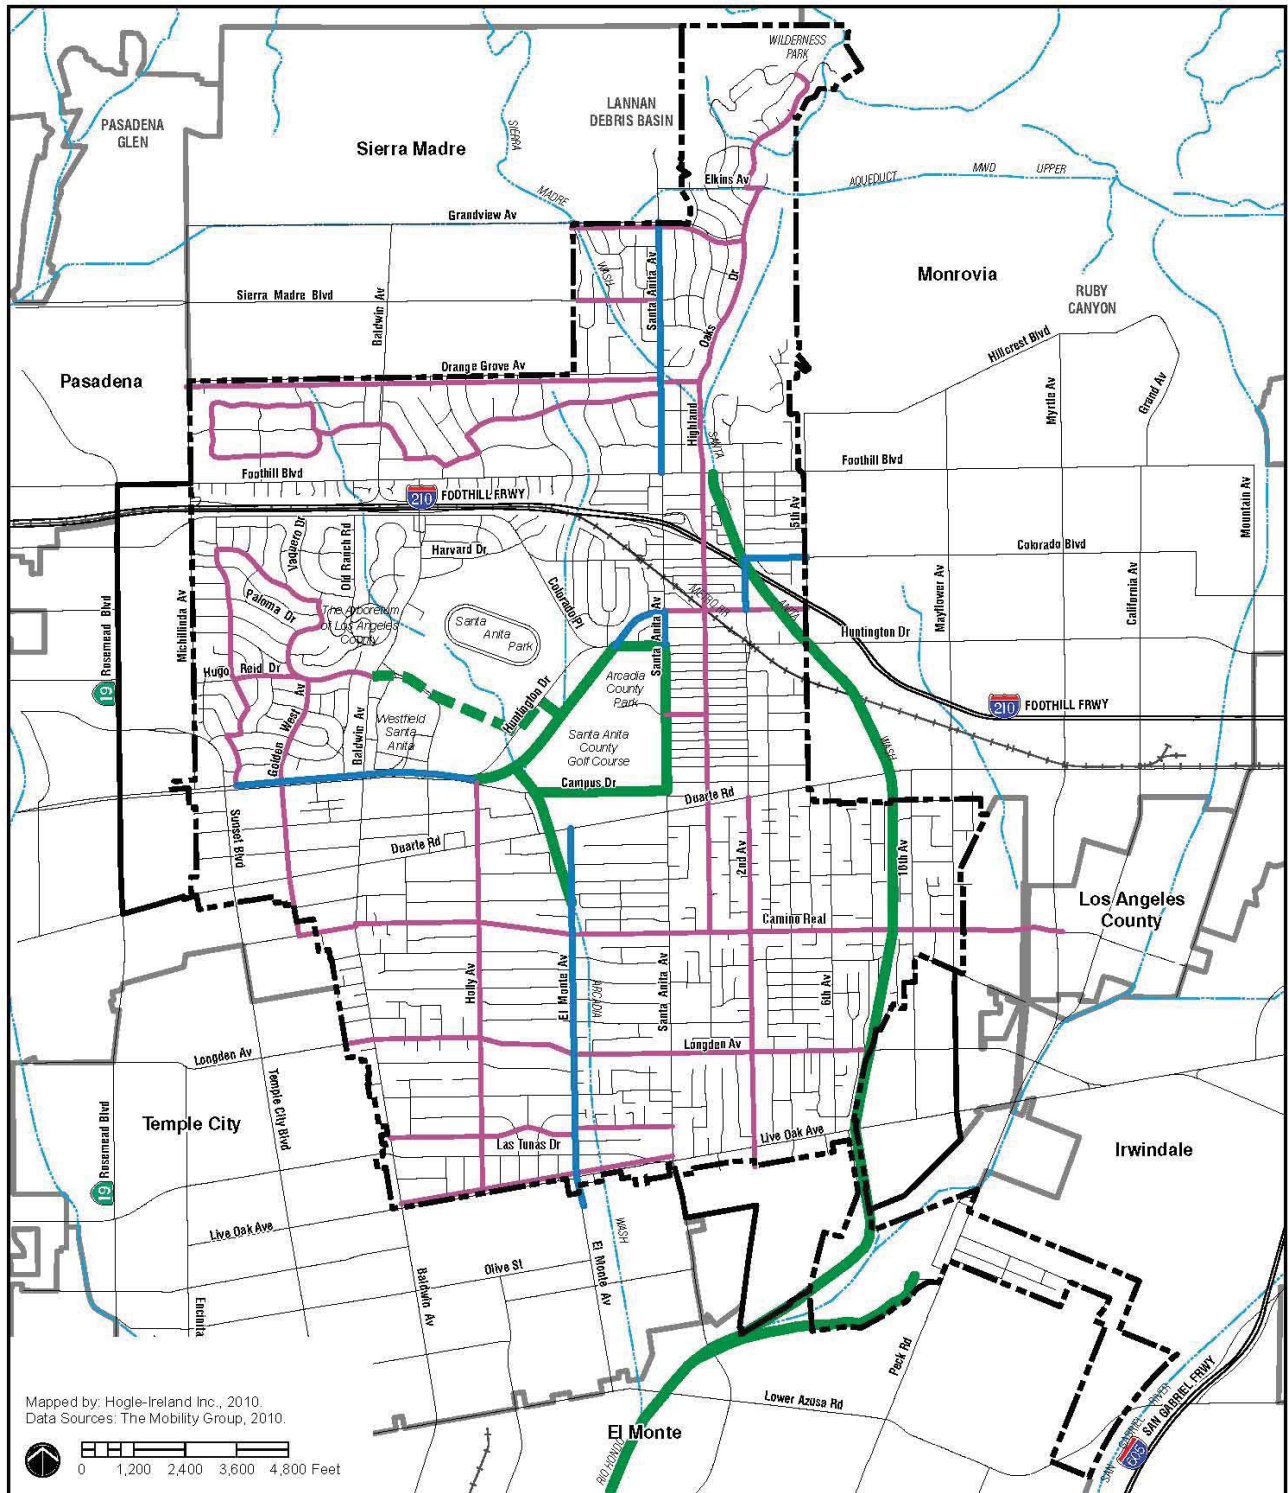 WILDERNESS
PARK
LANNAN
DEBRIS BASIN
PASADENA
GLEN
SIERRA
Sierra Madre
MWD
UPPER
AQUEDUCT
Elkins Av
MADRE
Grandview Av
WASH
Santa Anita Av
Dr
Monrovia
RUBY
CANYON
Sierra Madre Blvd
Baldwin Av
Oaks
Hillcrest Blvd
Orange Grove Av
Pasadena
Myrtle Av
Grand Av
Highland
SANTA
Foothill Blvd
Foothill Blvd
210
FOOTHILL FRWY
5th Av
Mountain Av
Vaquero Dr
Old Ranch Rd
Harvard Dr
Colorado Blvd
Colorado Pl
METRO RR
ANITA
Mayflower Av
California Av
Michillinda Av
Paloma Dr
The Arboretum
of Los Angeles
County
Santa
Anita
Park
Santa Anita Av
Huntington Dr
Rosemead Blvd
19
Hugo Reid Dr
Arcadia
County
Park
210
FOOTHILL FRWY
Golden West Av
Baldwin Av
Westfield
Santa
Anita
Huntington Dr
Santa Anita
County
Golf Course
WASH
Campus Dr
Duarte Rd
Sunset Blvd
Duarte Rd
2nd Av
10th Av
Camino Real
Los Angeles
County
Holly Av
El Monte Av
ARCADIA
Santa Anita Av
6th Av
Longden Av
Longden Av
Temple City Blvd
Temple City
Rosemead Blvd
19
Las Tunas Dr
Live Oak Ave
Irwindale
Live Oak Ave
WASH
El Monte Av
Olive St
Baldwin Av
Encinita
Peck Rd
Lower Azusa Rd
El Monte
RIO HONDO
SAN GABRIEL RIVER
605
SAN GABRIEL FRWY
Mapped by: Hogle-Ireland Inc., 2010.
Data Sources: The Mobility Group, 2010.
0 1,200 2,400 3,600 4,800 Feet